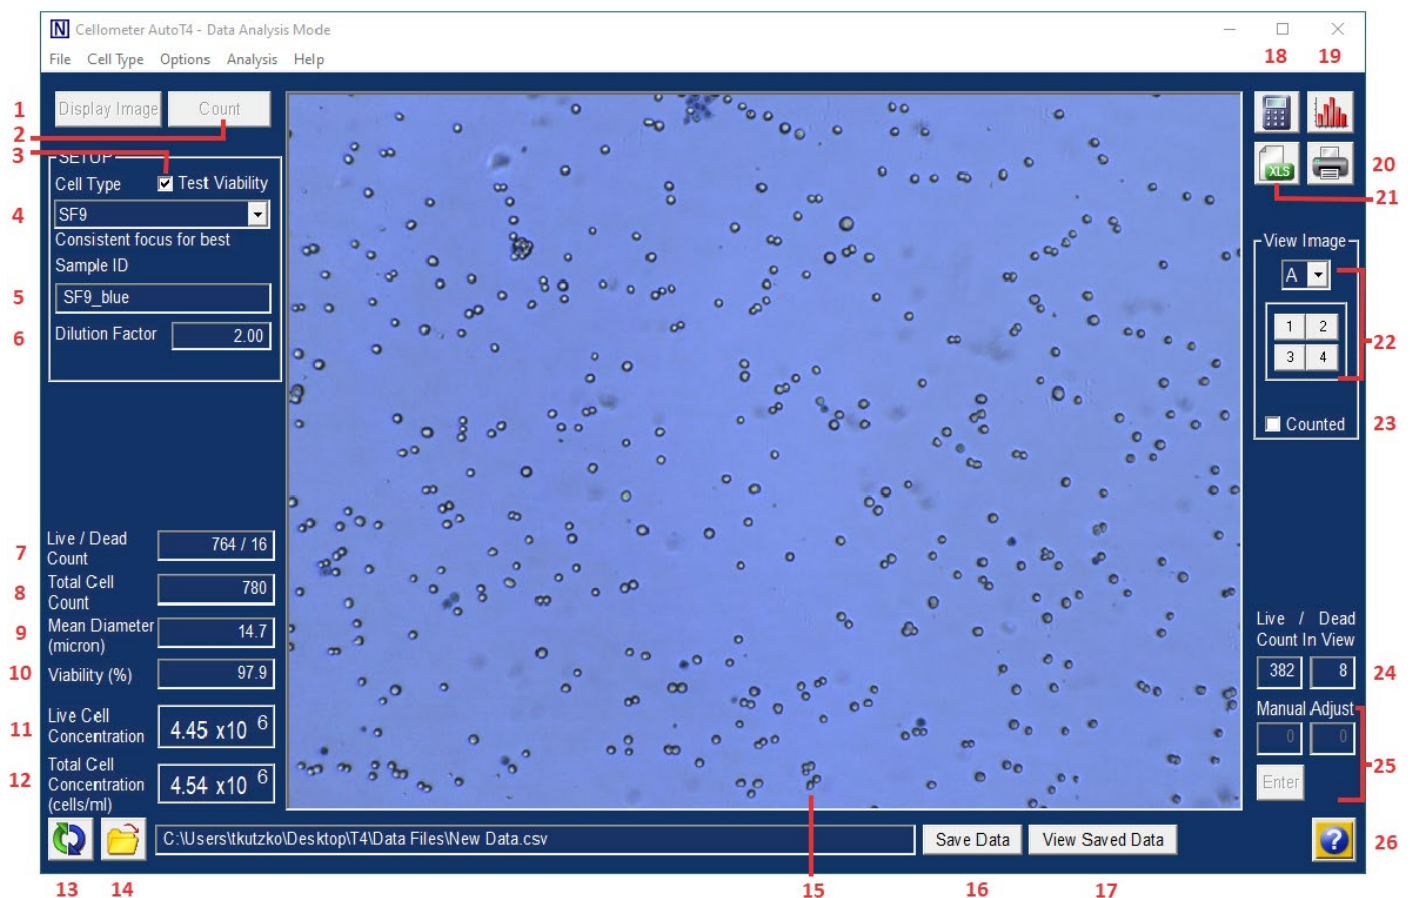 Cellometer AutoT4 - Data Analysis Mode
File Cell Type Options Analysis Help
18 19
1 Display Image Count
2
3 SETUP
Cell Type Test Viability
4 SF9
Consistent focus for best
Sample ID
5 SF9_blue
6 Dilution Factor 2.00
7 Live / Dead Count 764 / 16
8 Total Cell Count 780
9 Mean Diameter (micron) 14.7
10 Viability (%) 97.9
11 Live Cell Concentration 4.45 x10 6
12 Total Cell Concentration (cells/ml) 4.54 x10 6
XLS
20
21
View Image
A
1 2
22
3 4
Counted 23
Live / Dead
Count In View
382 8 24
Manual Adjust
0 0
25
Enter
C:\Users\tkutzko\Desktop\T4\Data Files\New Data.csv Save Data View Saved Data ? 26
13 14 15 16 17